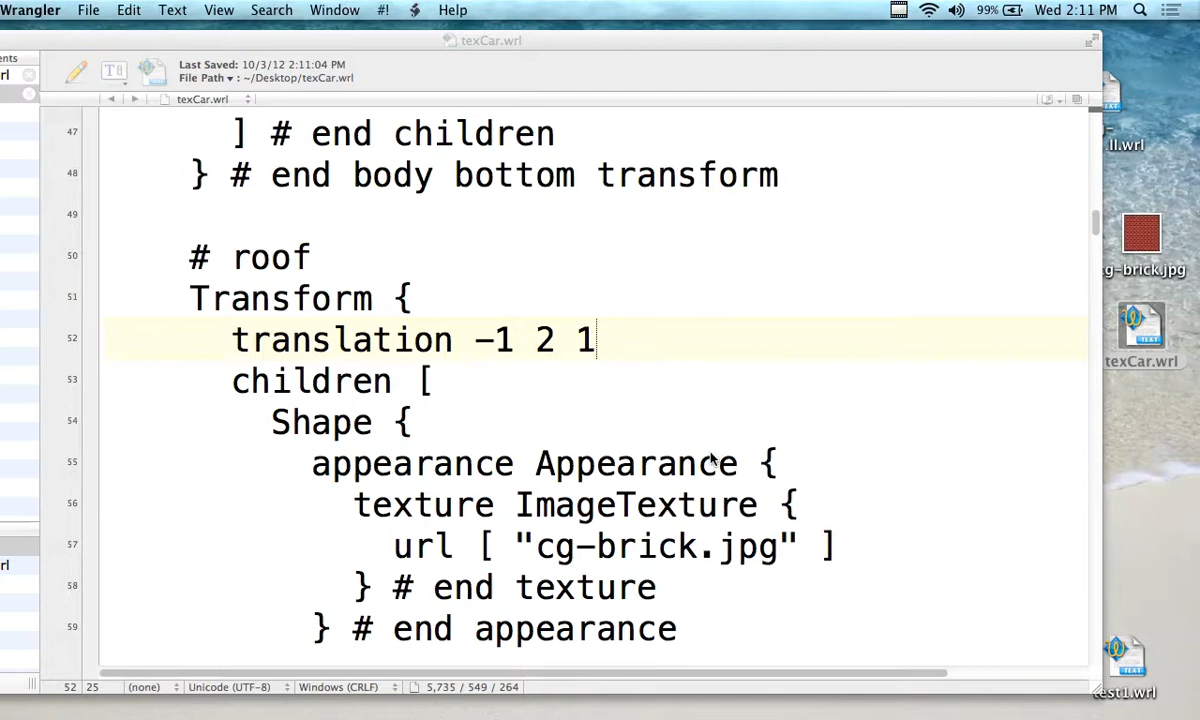 Wrangler File Edit Text View Search Window #! Help 99% Wed 2:11 PM
texCar.wrl
Last Saved: 10/3/12 2:11:04 PM
File Path ▾ : ~/Desktop/texCar.wrl
ents
rl
texCar.wrl
47 ] # end children
48 } # end body bottom transform
49
50 # roof
51 Transform {
52 translation -1 2 1
53 children [
54 Shape {
55 appearance Appearance {
56 texture ImageTexture {
57 url [ "cg-brick.jpg" ]
58 } # end texture
59 } # end appearance
rl
52 25 (none) Unicode (UTF-8) Windows (CRLF) 5,735 / 549 / 264
ll.wrl
cg-brick.jpg
texCar.wrl
test1.wrl